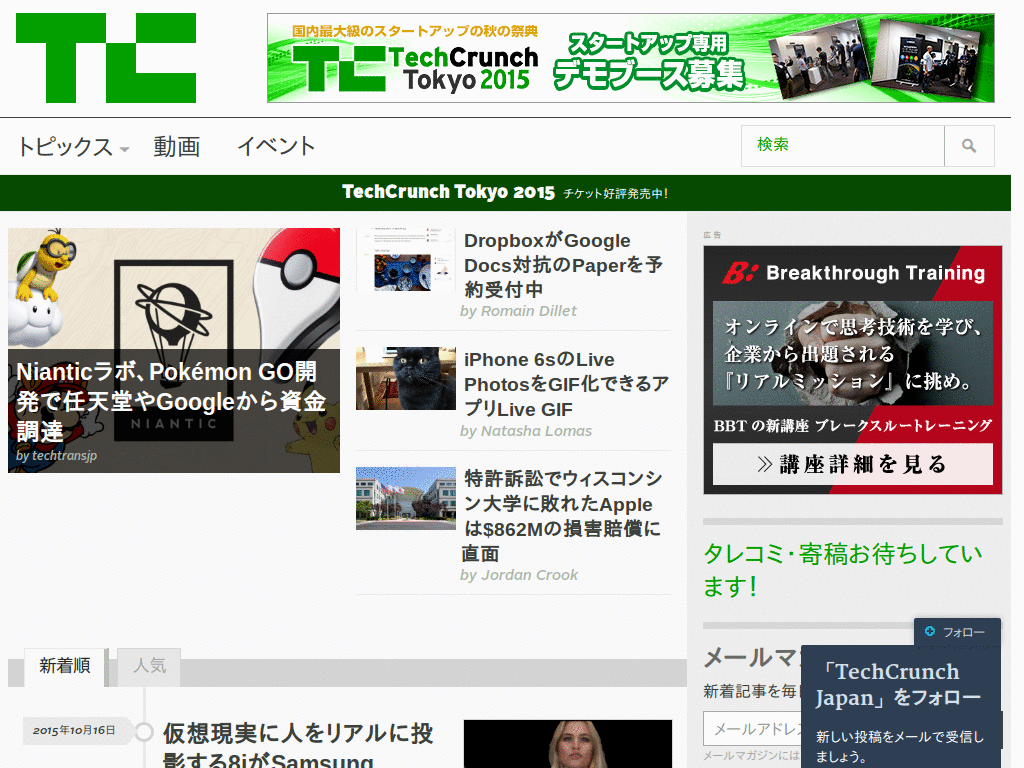 TC
国内最大級のスタートアップの秋の祭典
TC TechCrunch
Tokyo 2015
スタートアップ専用
デモブース募集
トピックス 動画 イベント
検索
TechCrunch Tokyo 2015 チケット好評発売中!
Nianticラボ、Pokémon GO開
発で任天堂やGoogleから資金
調達
by techtransjp
NIANTIC
DropboxがGoogle
Docs対抗のPaperを予
約受付中
by Romain Dillet
iPhone 6sのLive
PhotosをGIF化できるア
プリLive GIF
by Natasha Lomas
特許訴訟でウィスコンシ
ン大学に敗れたApple
は$862Mの損害賠償に
直面
by Jordan Crook
広告
B: Breakthrough Training
オンラインで思考技術を学び、
企業から出題される
『リアルミッション』に挑め。
BBTの新講座 ブレークスルートレーニング
≫講座詳細を見る
タレコミ・寄稿お待ちしてい
ます!
メールマ
新着記事を毎日
メールアドレス
メールマガジンには
フォロー
「TechCrunch
Japan」をフォロー
新しい投稿をメールで受信し
ましょう。
新着順 人気
2015年10月16日
仮想現実に人をリアルに投
影する8iがSamsung